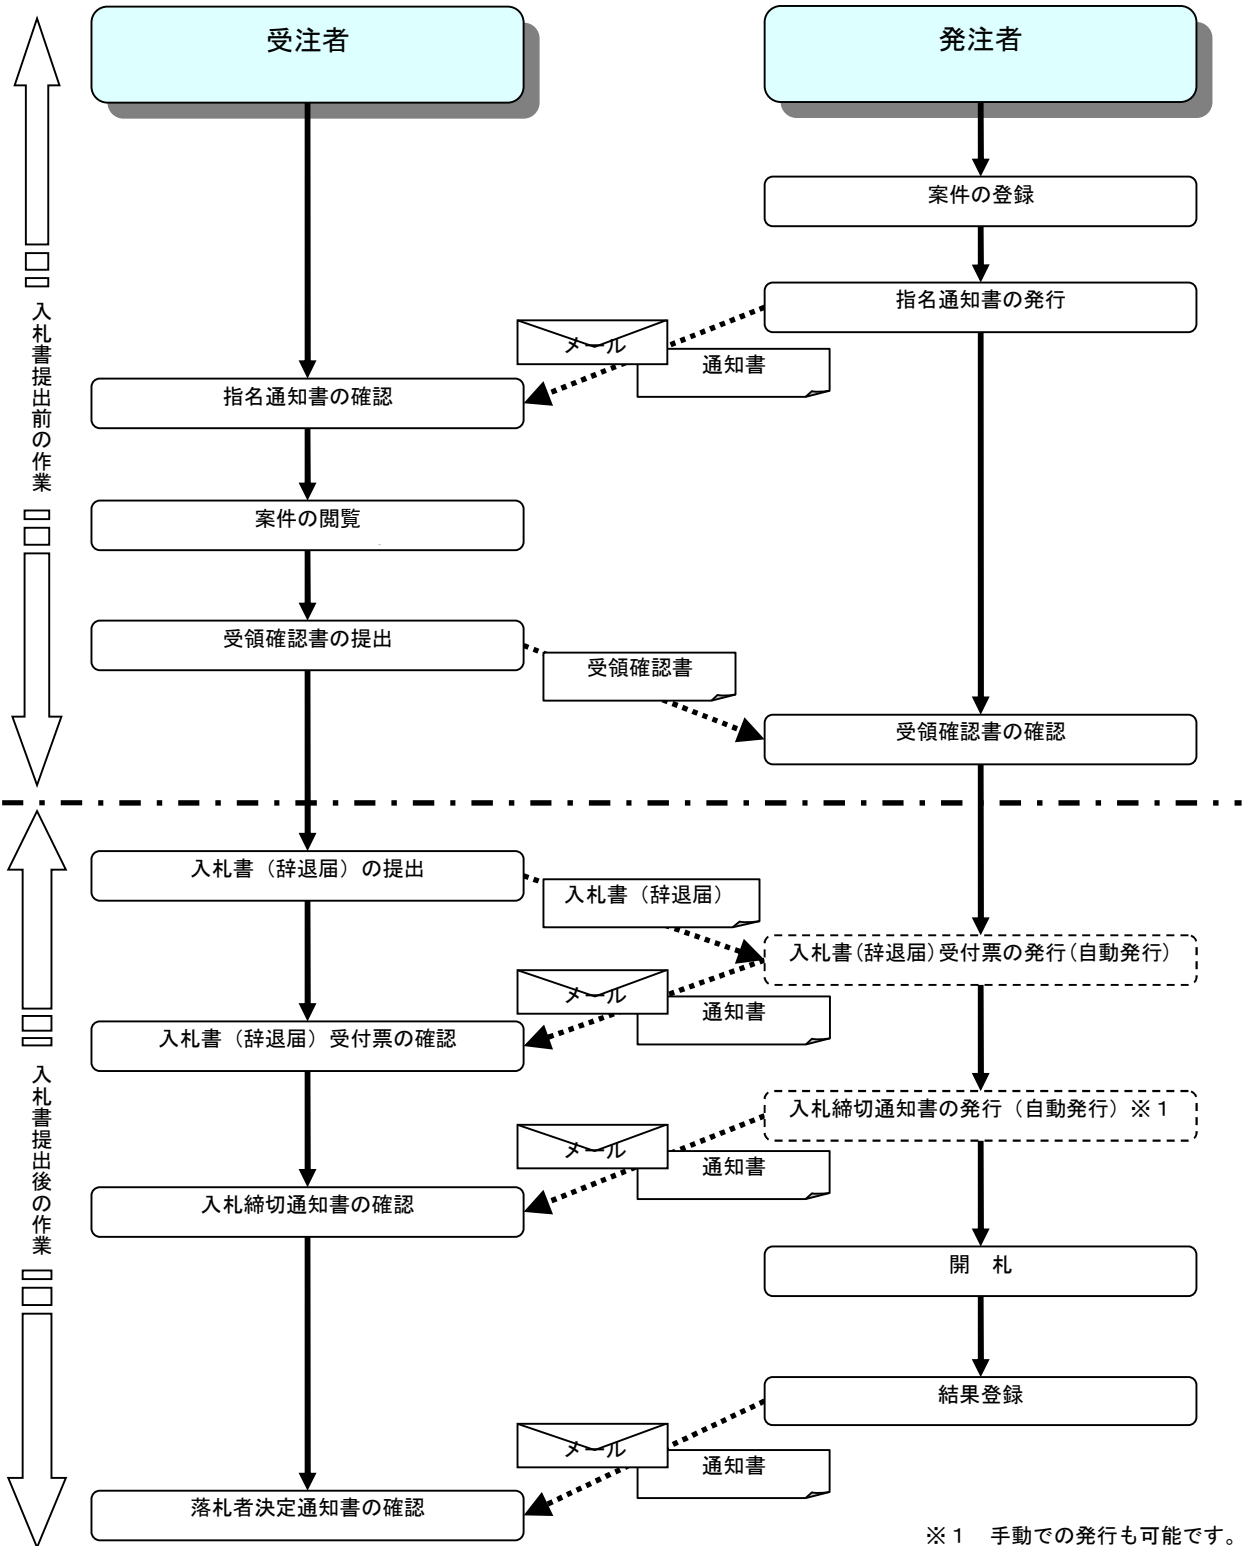 受注者
発注者
案件の登録
指名通知書の発行
メール
通知書
指名通知書の確認
入札書提出前の作業
案件の閲覧
受領確認書の提出
受領確認書
受領確認書の確認
入札書（辞退届）の提出
入札書（辞退届）
入札書(辞退届)受付票の発行(自動発行)
メール
通知書
入札書（辞退届）受付票の確認
入札書提出後の作業
入札締切通知書の発行（自動発行）※１
メール
通知書
入札締切通知書の確認
開　札
結果登録
メール
通知書
落札者決定通知書の確認
※１　手動での発行も可能です。